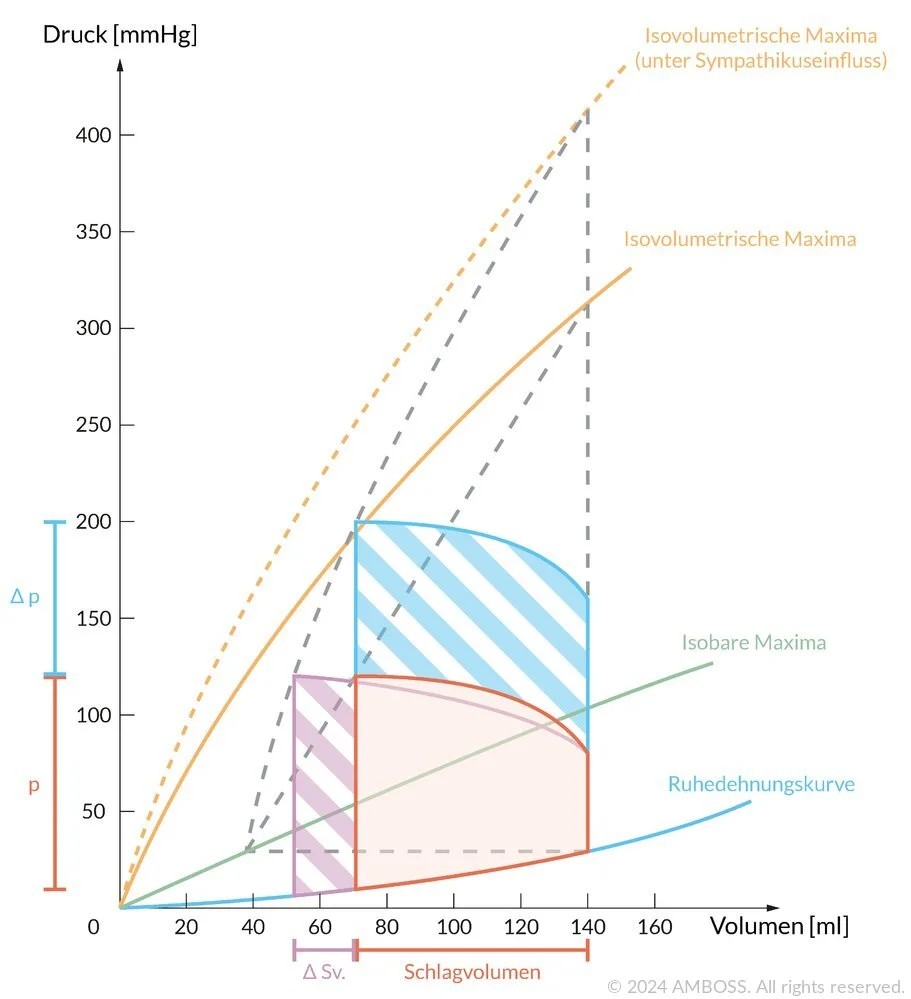 Druck [mmHg]
Isovolumetrische Maxima
(unter Sympathikuseinfluss)
400
350
Isovolumetrische Maxima
300
250
200
Δ p
150
Isobare Maxima
100
p
Ruhedehnungskurve
50
0 20 40 60 80 100 120 140 160 Volumen [ml]
Δ Sv. Schlagvolumen
© 2024 AMBOSS. All rights reserved.